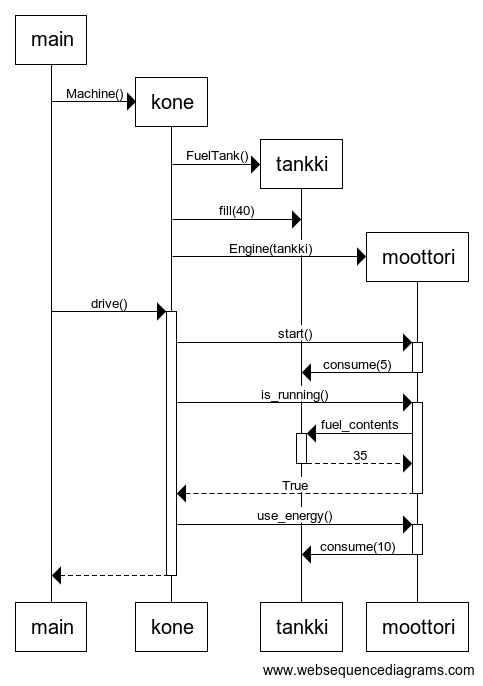 main
Machine()
kone
FuelTank()
tankki
fill(40)
Engine(tankki)
moottori
drive()
start()
consume(5)
is_running()
fuel_contents
35
True
use_energy()
consume(10)
main
kone
tankki
moottori
www.websequencediagrams.com